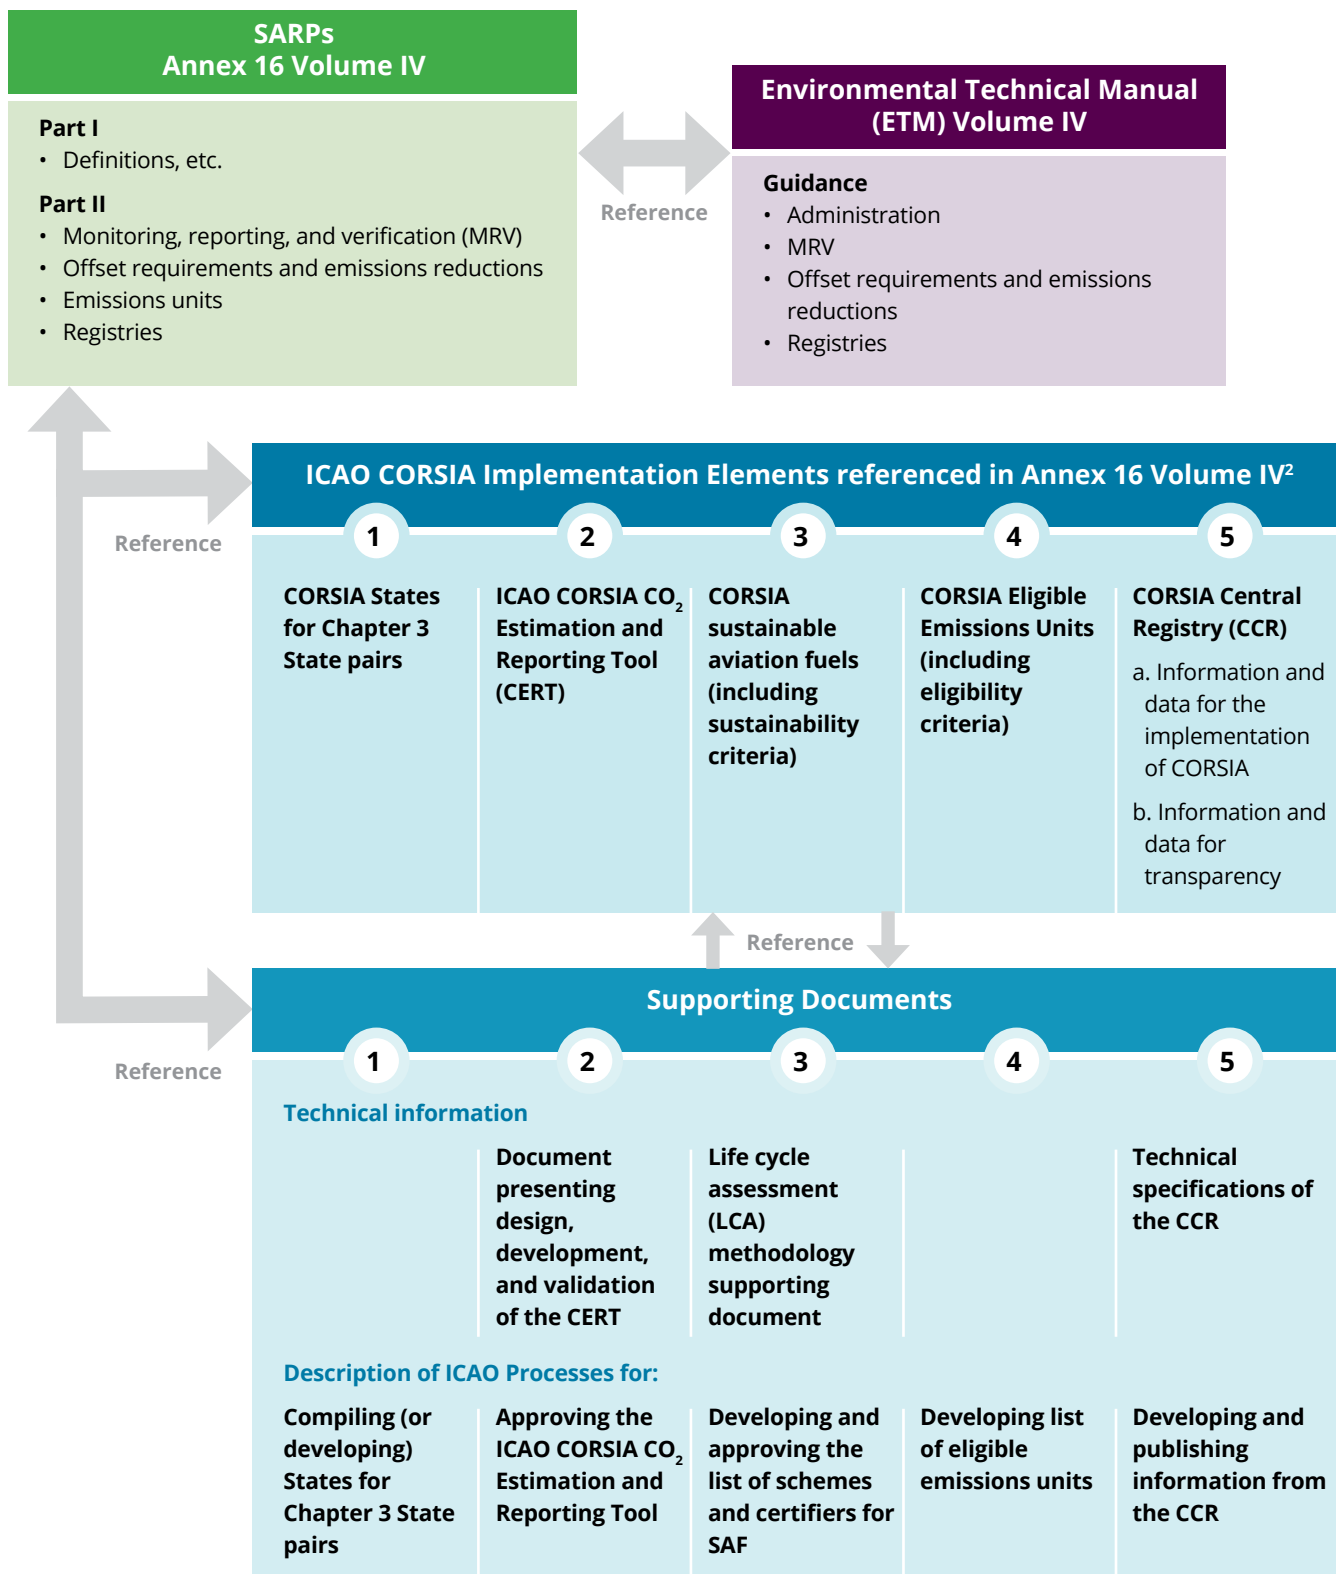 SARPs
Annex 16 Volume IV
Part I
• Definitions, etc.
Part II
• Monitoring, reporting, and verification (MRV)
• Offset requirements and emissions reductions
• Emissions units
• Registries
Reference
Environmental Technical Manual
(ETM) Volume IV
Guidance
• Administration
• MRV
• Offset requirements and emissions
reductions
• Registries
Reference
ICAO CORSIA Implementation Elements referenced in Annex 16 Volume IV²
1
2
3
4
5
CORSIA States
for Chapter 3
State pairs
ICAO CORSIA CO₂
Estimation and
Reporting Tool
(CERT)
CORSIA
sustainable
aviation fuels
(including
sustainability
criteria)
CORSIA Eligible
Emissions Units
(including
eligibility
criteria)
CORSIA Central
Registry (CCR)
a. Information and
data for the
implementation
of CORSIA
b. Information and
data for
transparency
Reference
Reference
Supporting Documents
1
2
3
4
5
Technical information
Document
presenting
design,
development,
and validation
of the CERT
Life cycle
assessment
(LCA)
methodology
supporting
document
Technical
specifications of
the CCR
Description of ICAO Processes for:
Compiling (or
developing)
States for
Chapter 3 State
pairs
Approving the
ICAO CORSIA CO₂
Estimation and
Reporting Tool
Developing and
approving the
list of schemes
and certifiers for
SAF
Developing list
of eligible
emissions units
Developing and
publishing
information from
the CCR